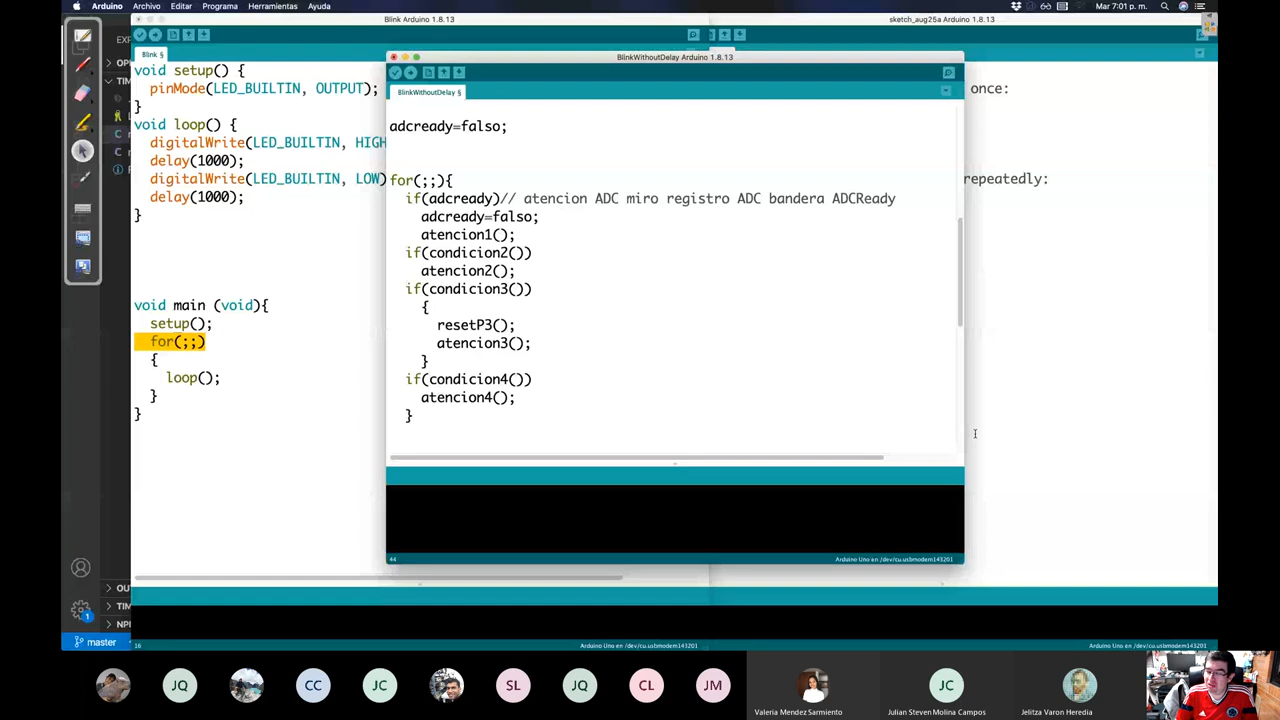 Arduino Archivo Editar Programa Herramientas Ayuda
Mar 7:01 p. m.
Blink Arduino 1.8.13
sketch_aug25a Arduino 1.8.13
Blink §
void setup() {
pinMode(LED_BUILTIN, OUTPUT);
}
void loop() {
digitalWrite(LED_BUILTIN, HIGH
delay(1000);
digitalWrite(LED_BUILTIN, LOW)
delay(1000);
}
void main (void){
setup();
for(;;)
{
loop();
}
}
BlinkWithoutDelay Arduino 1.8.13
BlinkWithoutDelay §
adcready=falso;
for(;;){
if(adcready)// atencion ADC miro registro ADC bandera ADCReady
adcready=falso;
atencion1();
if(condicion2())
atencion2();
if(condicion3())
{
resetP3();
atencion3();
}
if(condicion4())
atencion4();
}
44
Arduino Uno en /dev/cu.usbmodem143201
once:
repeatedly:
EXP
OP
TIM
OU
TIM
NP
1
master
16
Arduino Uno en /dev/cu.usbmodem143201
Arduino Uno en /dev/cu.usbmodem143201
JQ
CC
JC
SL
JQ
CL
JM
JC
Valeria Mendez Sarmiento
Julian Steven Molina Campos
Jelitza Varon Heredia